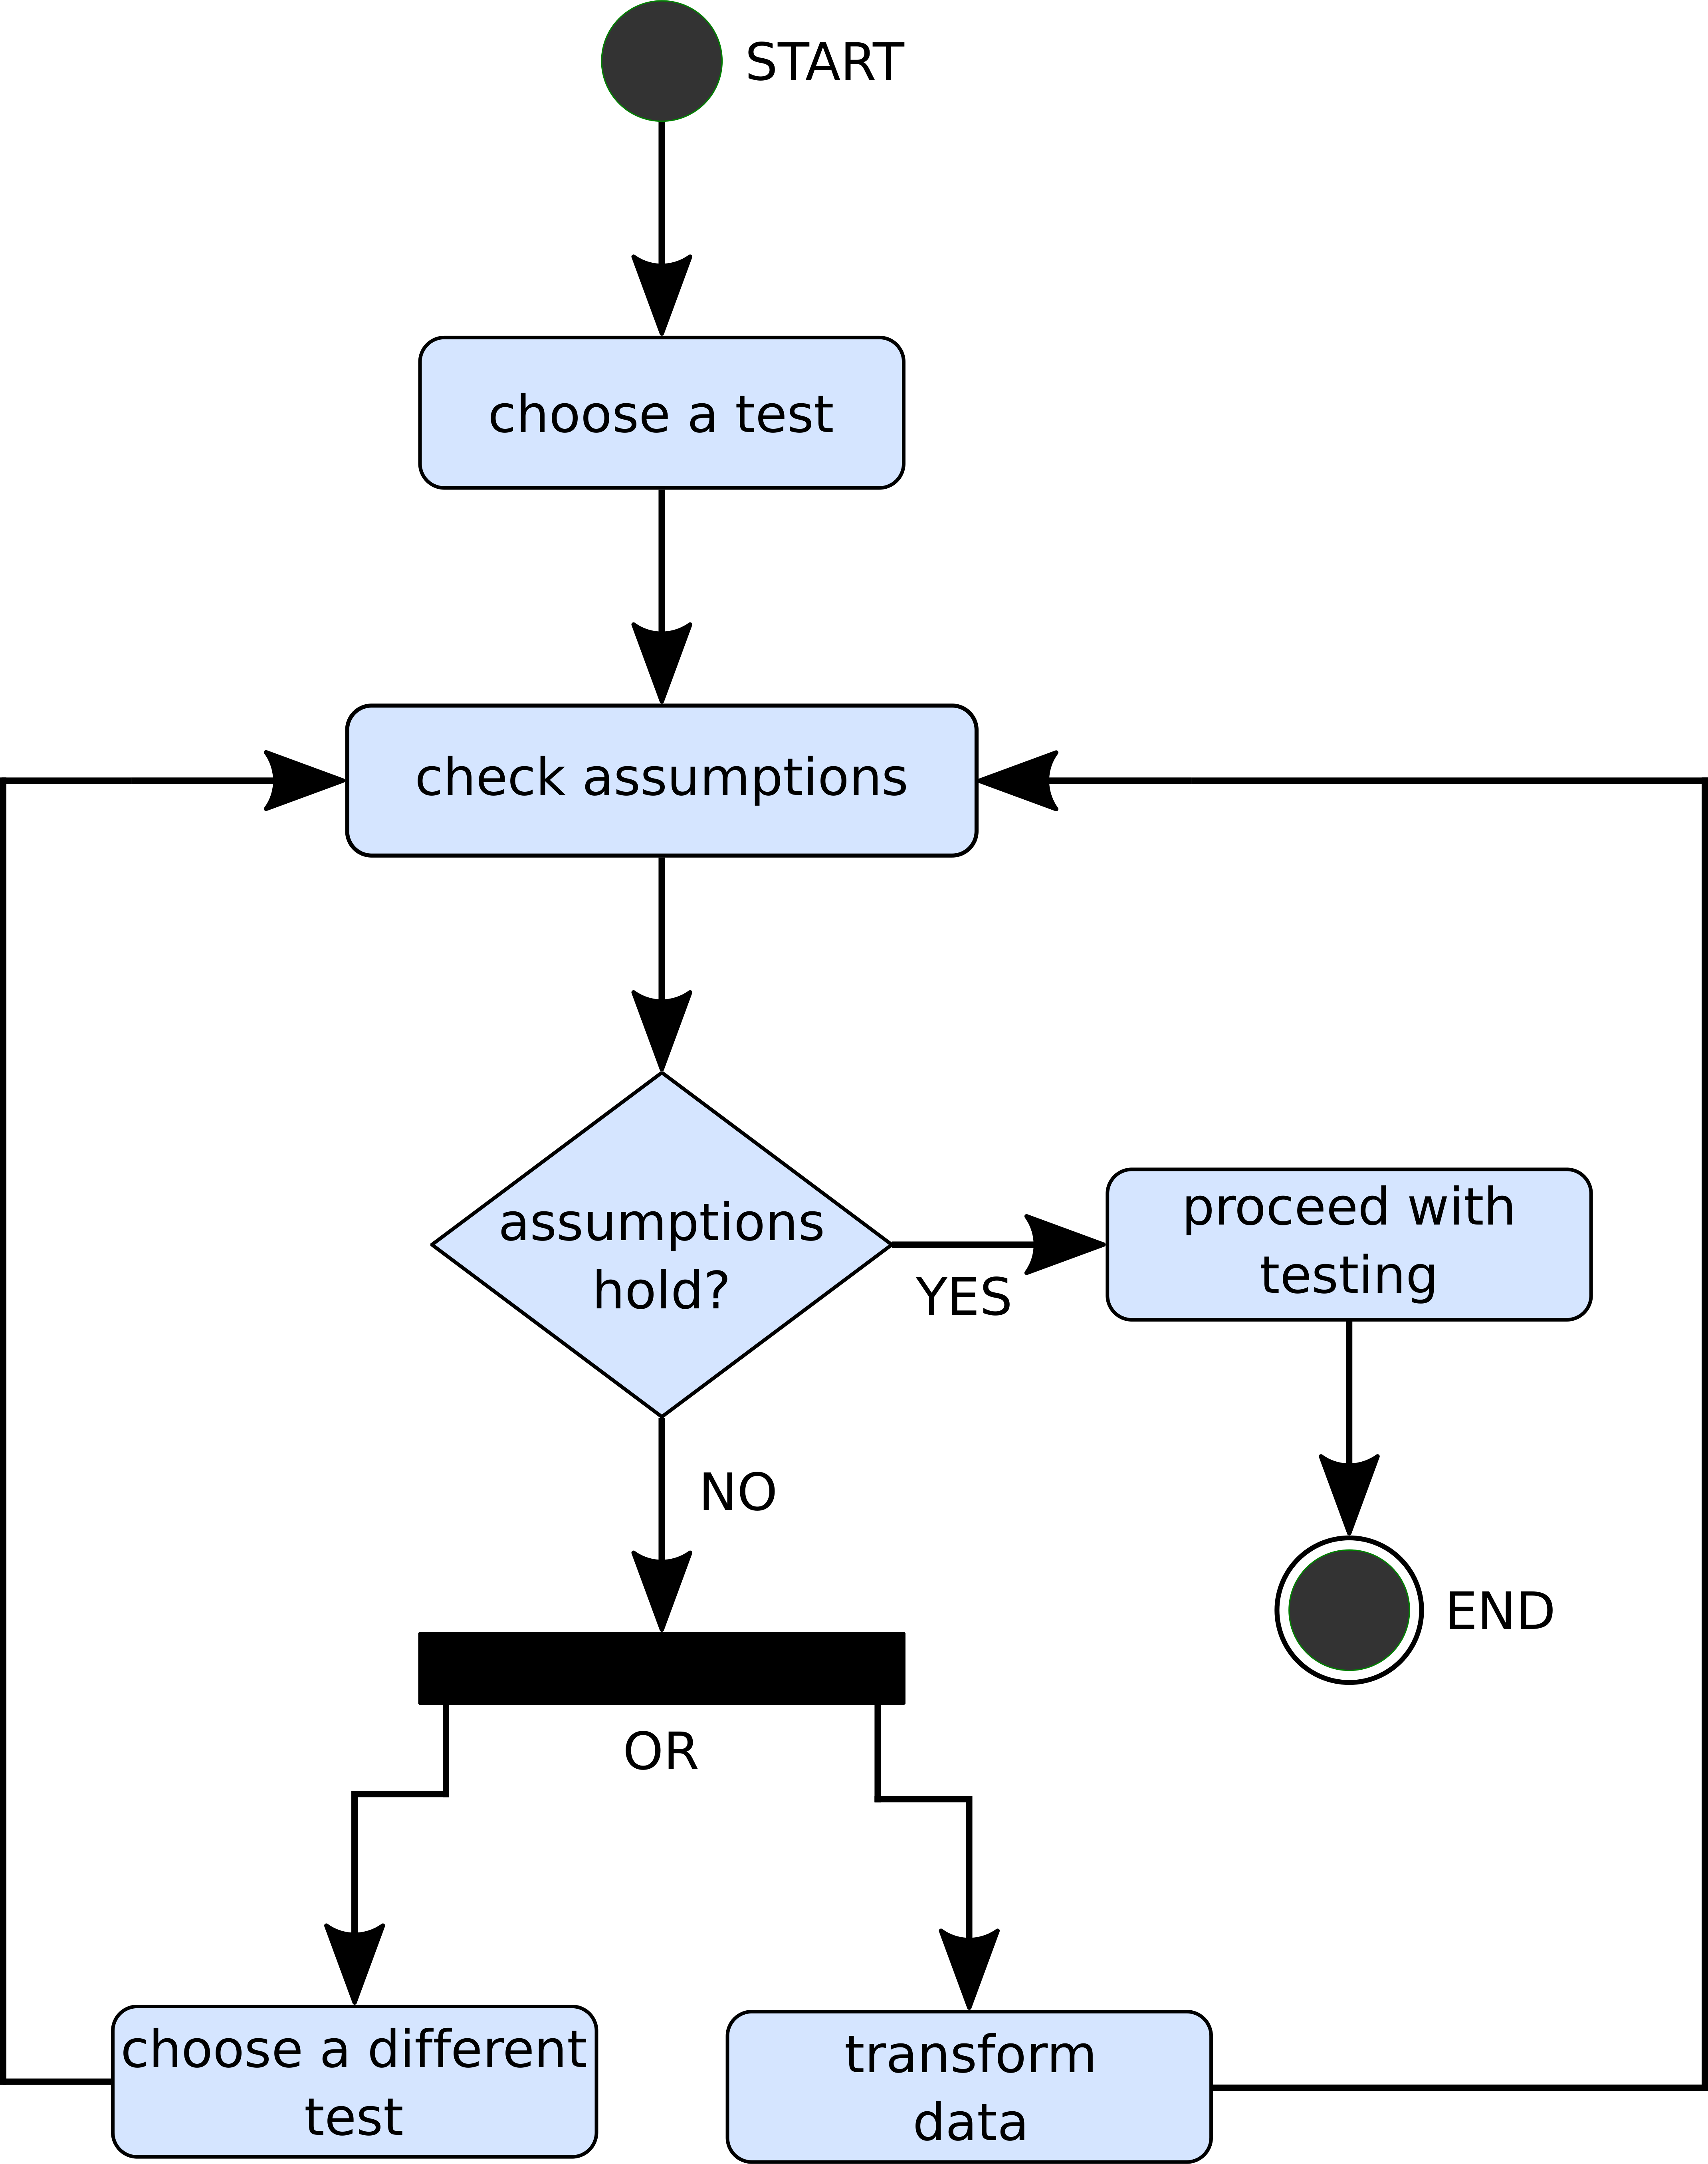 START
choose a test
check assumptions
assumptions
hold?
YES
proceed with
testing
NO
END
OR
choose a different
test
transform
data